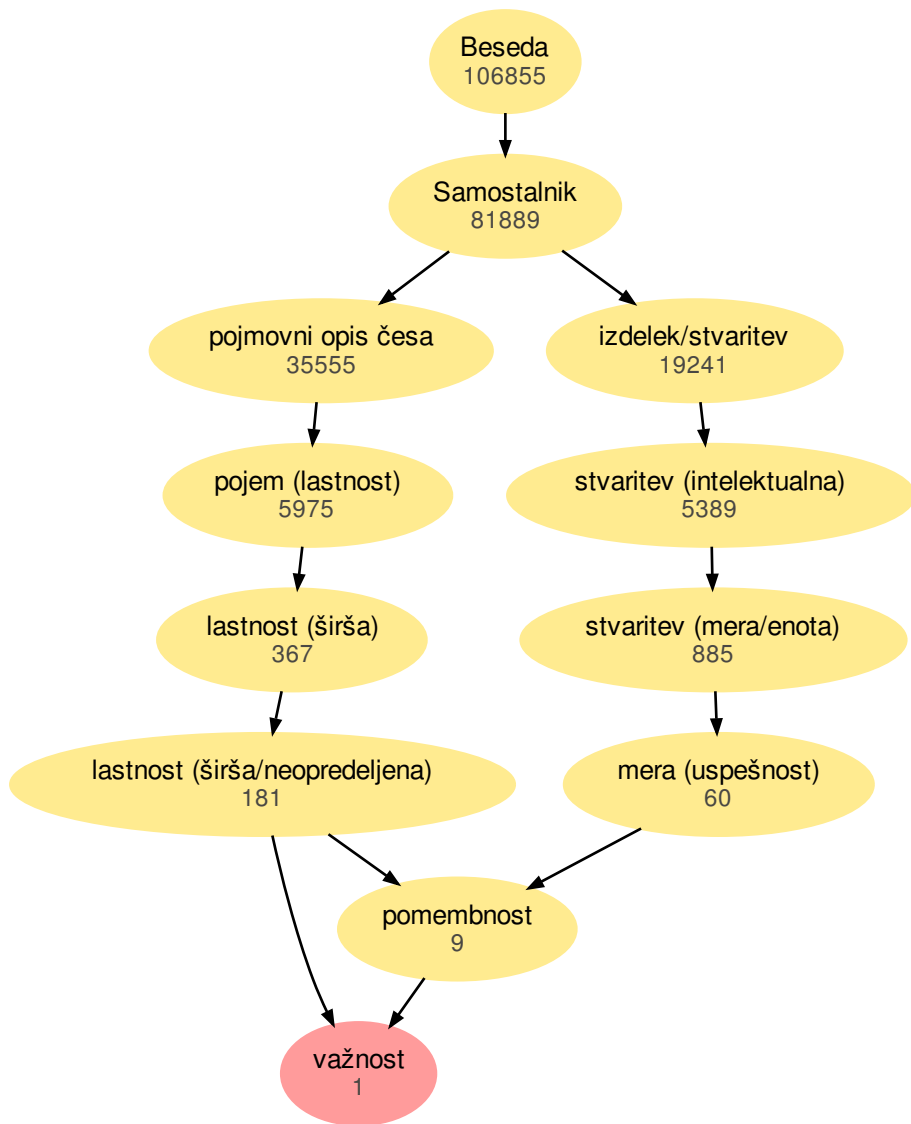 Beseda
106855
Samostalnik
81889
pojmovni opis česa
35555
izdelek/stvaritev
19241
pojem (lastnost)
5975
stvaritev (intelektualna)
5389
lastnost (širša)
367
stvaritev (mera/enota)
885
lastnost (širša/neopredeljena)
181
mera (uspešnost)
60
pomembnost
9
važnost
1